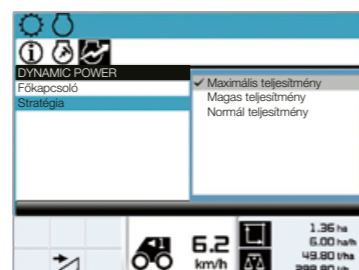 DYNAMIC POWER
Főkapcsoló
Stratégia
✓ Maximális teljesítmény
Magas teljesítmény
Normál teljesítmény
6.2
km/h
1.36 ha
6.00 ha/h
49.80 l/ha